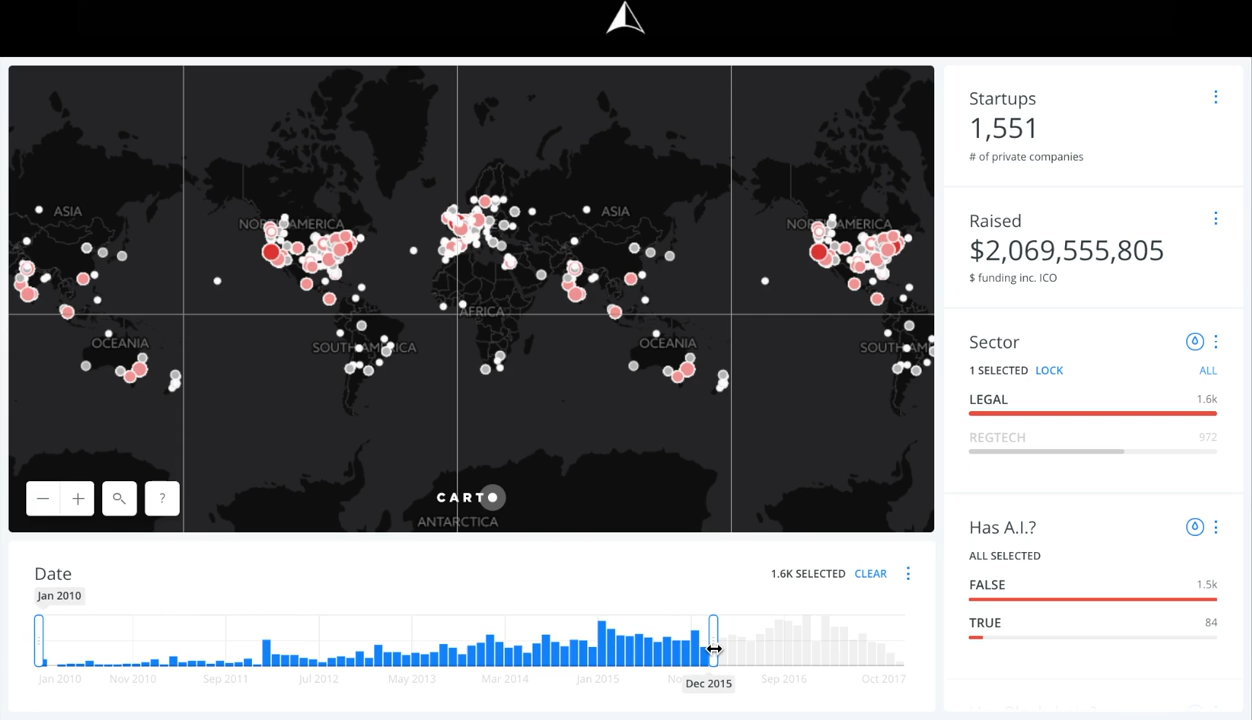 Startups
1,551
# of private companies
Raised
$2,069,555,805
$ funding inc. ICO
Sector
1 SELECTED LOCK ALL
LEGAL 1.6k
REGTECH 972
Has A.I.?
ALL SELECTED
FALSE 1.5k
TRUE 84
ASIA NORTH AMERICA ASIA NORTH AMERICA
AFRICA
OCEANIA SOUTH AMERICA OCEANIA SOUTH AM
− + ?
CARTO
ANTARCTICA
Date 1.6K SELECTED CLEAR
Jan 2010
Jan 2010 Nov 2010 Sep 2011 Jul 2012 May 2013 Mar 2014 Jan 2015 No Sep 2016 Oct 2017
Dec 2015